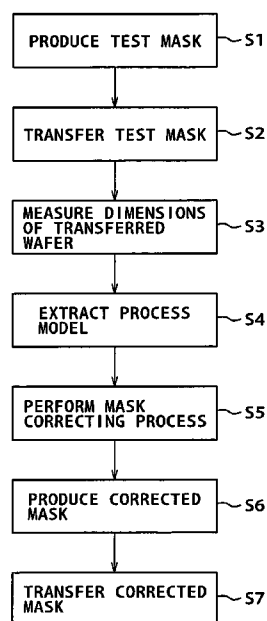 PRODUCE TEST MASK S1
TRANSFER TEST MASK S2
MEASURE DIMENSIONS
OF TRANSFERRED S3
WAFER
EXTRACT PROCESS S4
MODEL
PERFORM MASK S5
CORRECTING PROCESS
PRODUCE CORRECTED S6
MASK
TRANSFER CORRECTED S7
MASK